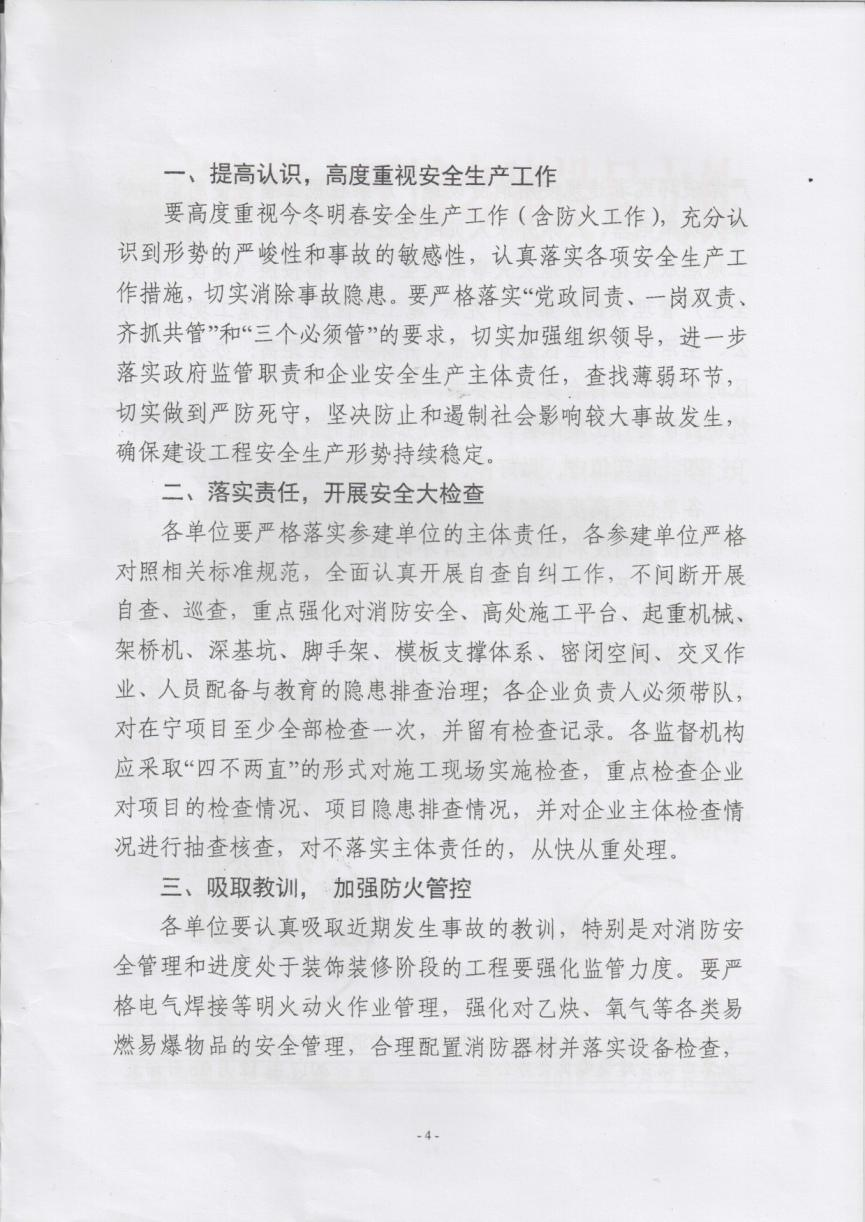 一、提高认识，高度重视安全生产工作
要高度重视今冬明春安全生产工作（含防火工作），充分认
识到形势的严峻性和事故的敏感性，认真落实各项安全生产工
作措施，切实消除事故隐患。要严格落实“党政同责、一岗双责、
齐抓共管”和“三个必须管”的要求，切实加强组织领导，进一步
落实政府监管职责和企业安全生产主体责任，查找薄弱环节，
切实做到严防死守，坚决防止和遏制社会影响较大事故发生，
确保建设工程安全生产形势持续稳定。
二、落实责任，开展安全大检查
各单位要严格落实参建单位的主体责任，各参建单位严格
对照相关标准规范，全面认真开展自查自纠工作，不间断开展
自查、巡查，重点强化对消防安全、高处施工平台、起重机械、
架桥机、深基坑、脚手架、模板支撑体系、密闭空间、交叉作
业、人员配备与教育的隐患排查治理；各企业负责人必须带队，
对在宁项目至少全部检查一次，并留有检查记录。各监督机构
应采取“四不两直”的形式对施工现场实施检查，重点检查企业
对项目的检查情况、项目隐患排查情况，并对企业主体检查情
况进行抽查核查，对不落实主体责任的，从快从重处理。
三、吸取教训， 加强防火管控
各单位要认真吸取近期发生事故的教训，特别是对消防安
全管理和进度处于装饰装修阶段的工程要强化监管力度。要严
格电气焊接等明火动火作业管理，强化对乙炔、氧气等各类易
燃易爆物品的安全管理，合理配置消防器材并落实设备检查，
- 4 -